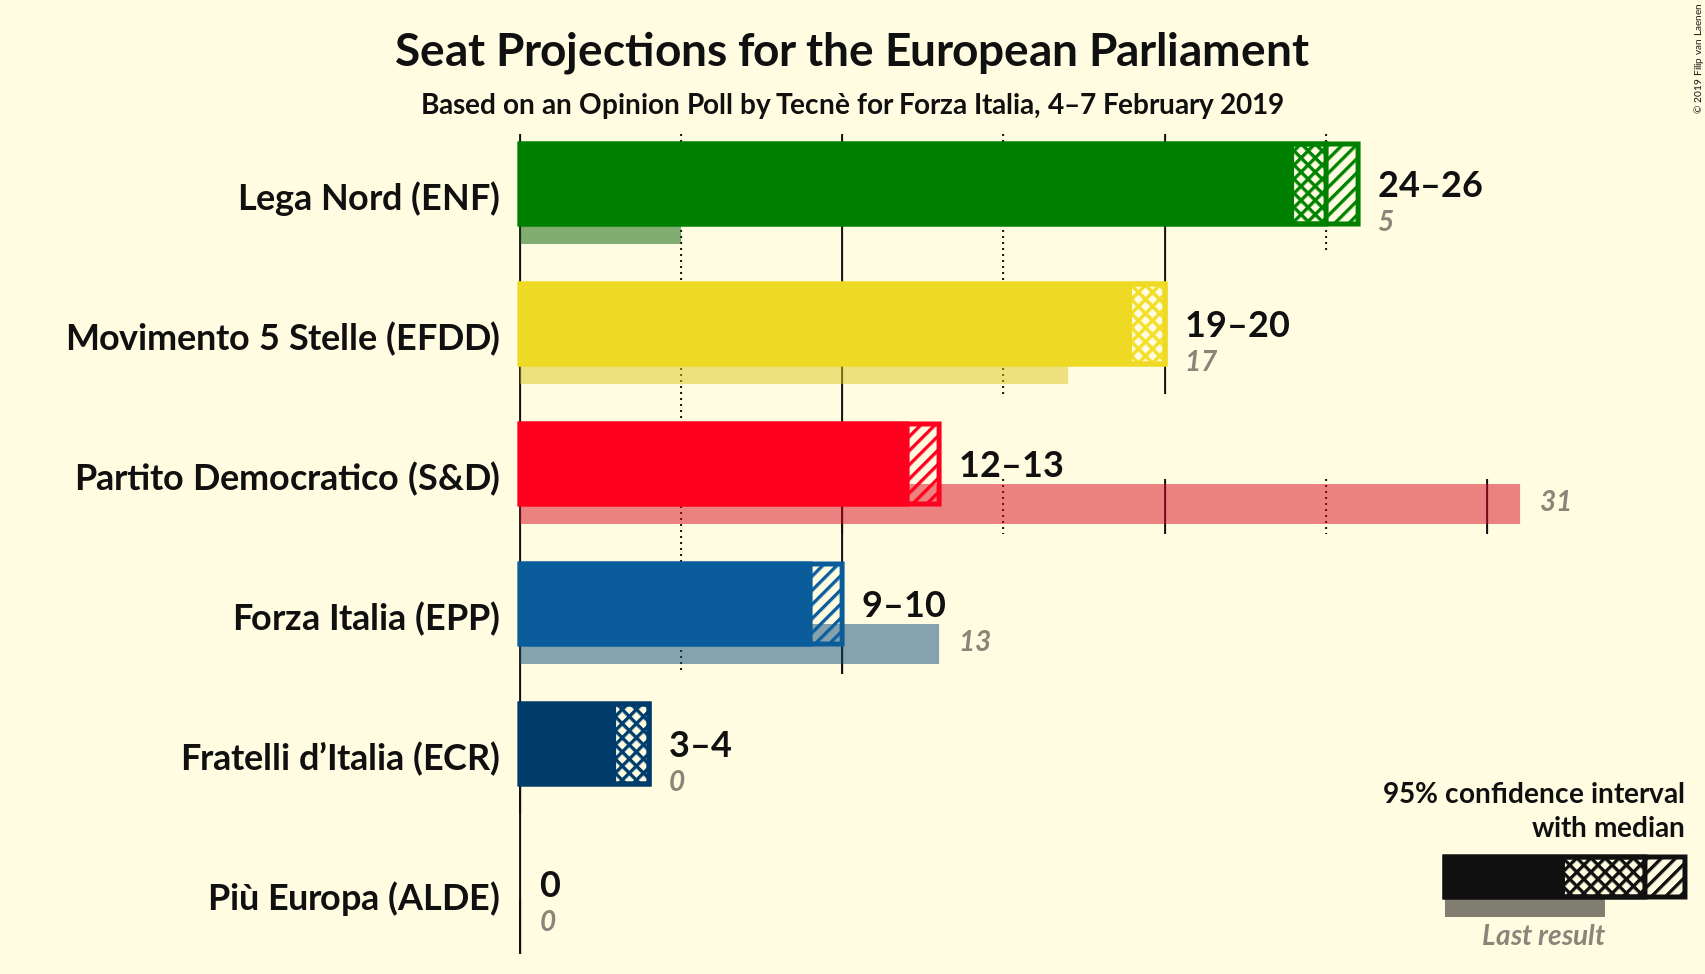 Seat Projections for the European Parliament
Based on an Opinion Poll by Tecnè for Forza Italia, 4–7 February 2019
© 2019 Filip van Laenen
Lega Nord (ENF)
24–26
5
Movimento 5 Stelle (EFDD)
19–20
17
Partito Democratico (S&D)
12–13
31
Forza Italia (EPP)
9–10
13
Fratelli d’Italia (ECR)
3–4
0
Più Europa (ALDE)
0
0
95% confidence interval
with median
Last result